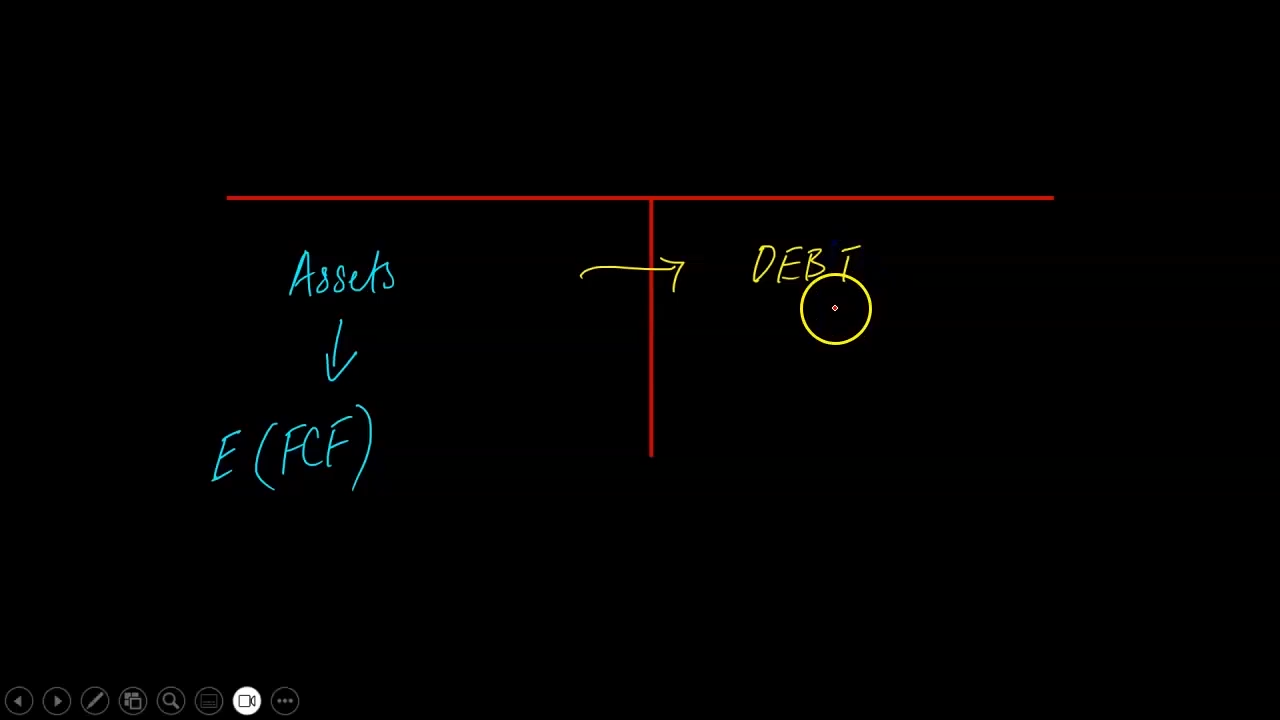 Assets → DEBT
↓
E (FCF)